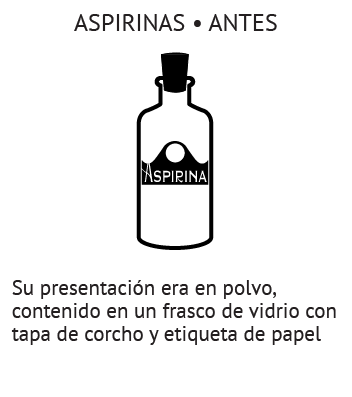 ASPIRINAS • ANTES
ASPIRINA
Su presentación era en polvo,
contenido en un frasco de vidrio con
tapa de corcho y etiqueta de papel